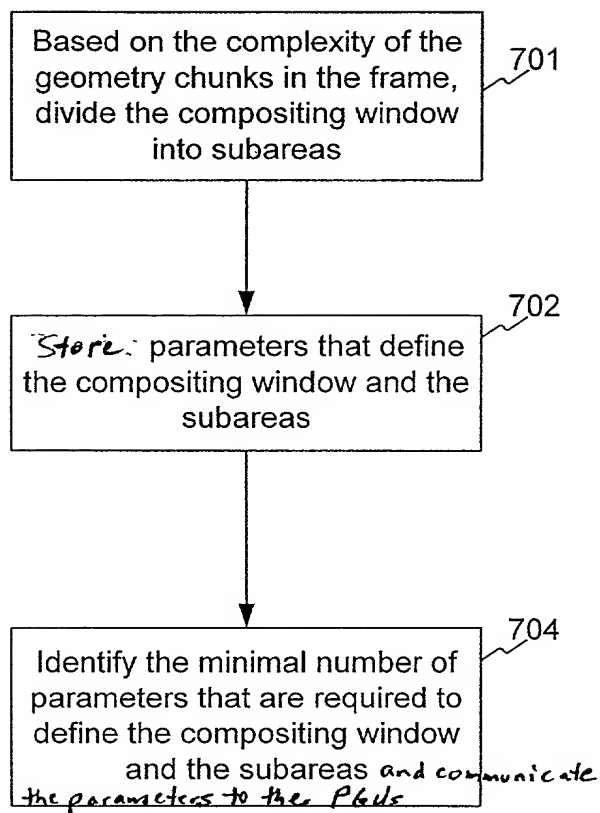 Based on the complexity of the
geometry chunks in the frame,
divide the compositing window
into subareas
701
Store parameters that define
the compositing window and the
subareas
702
Identify the minimal number of
parameters that are required to
define the compositing window
and the subareas and communicate
the parameters to the PGUs
704